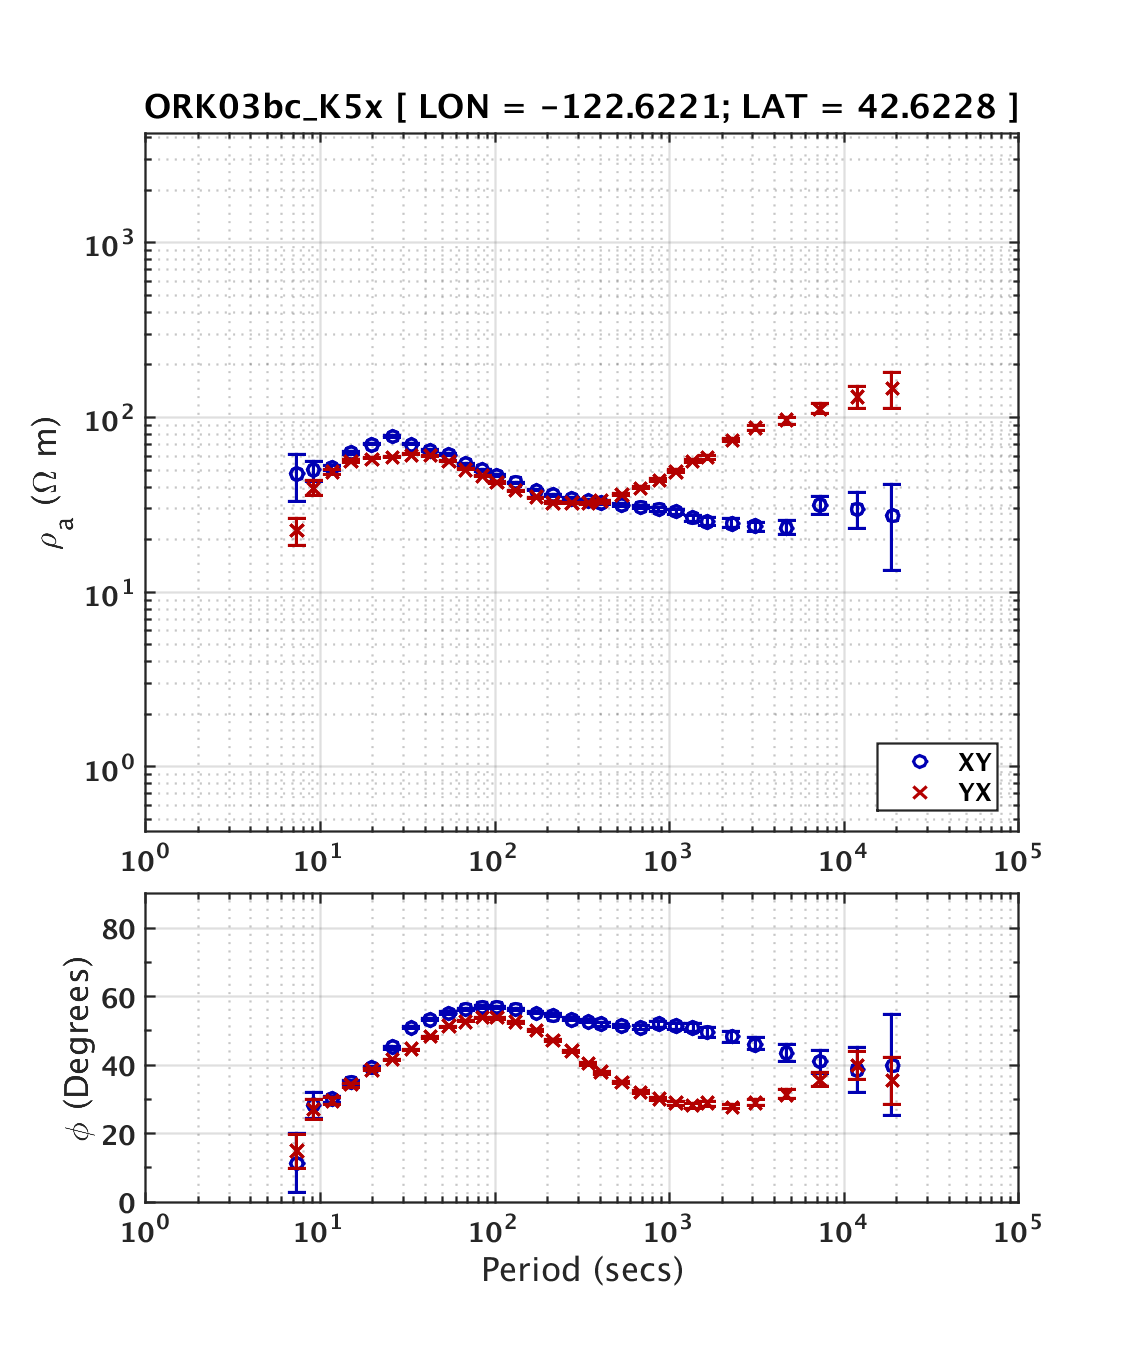 ORK03bc_K5x [ LON = -122.6221; LAT = 42.6228 ]
ρa (Ω m)
10³
10²
10¹
10⁰
XY
YX
10⁰ 10¹ 10² 10³ 10⁴ 10⁵
ϕ (Degrees)
80
60
40
20
0
10⁰ 10¹ 10² 10³ 10⁴ 10⁵
Period (secs)